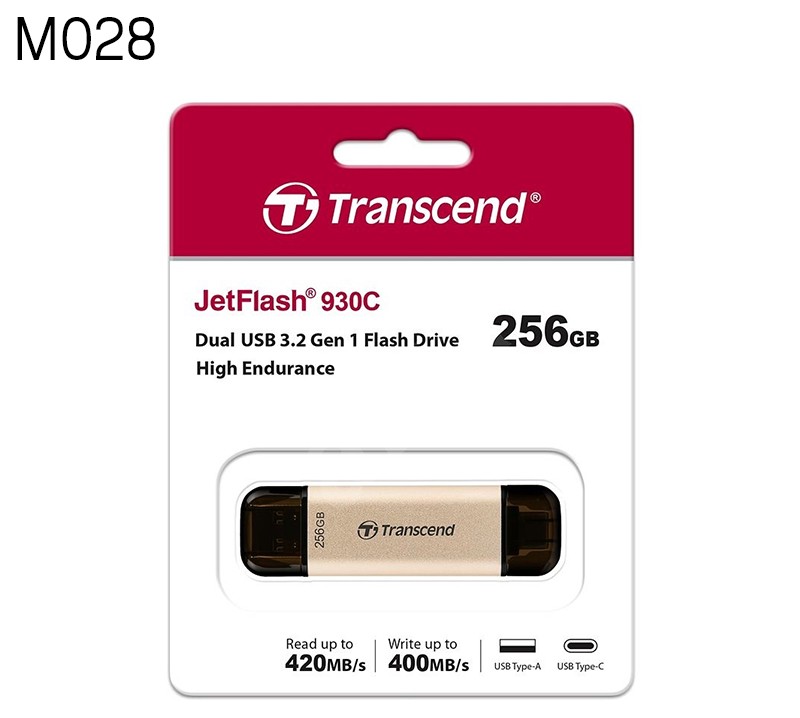 M028
Transcend®
JetFlash® 930C
256GB
Dual USB 3.2 Gen 1 Flash Drive
High Endurance
256GB
Transcend
Read up to
420MB/s
Write up to
400MB/s
USB Type-A
USB Type-C